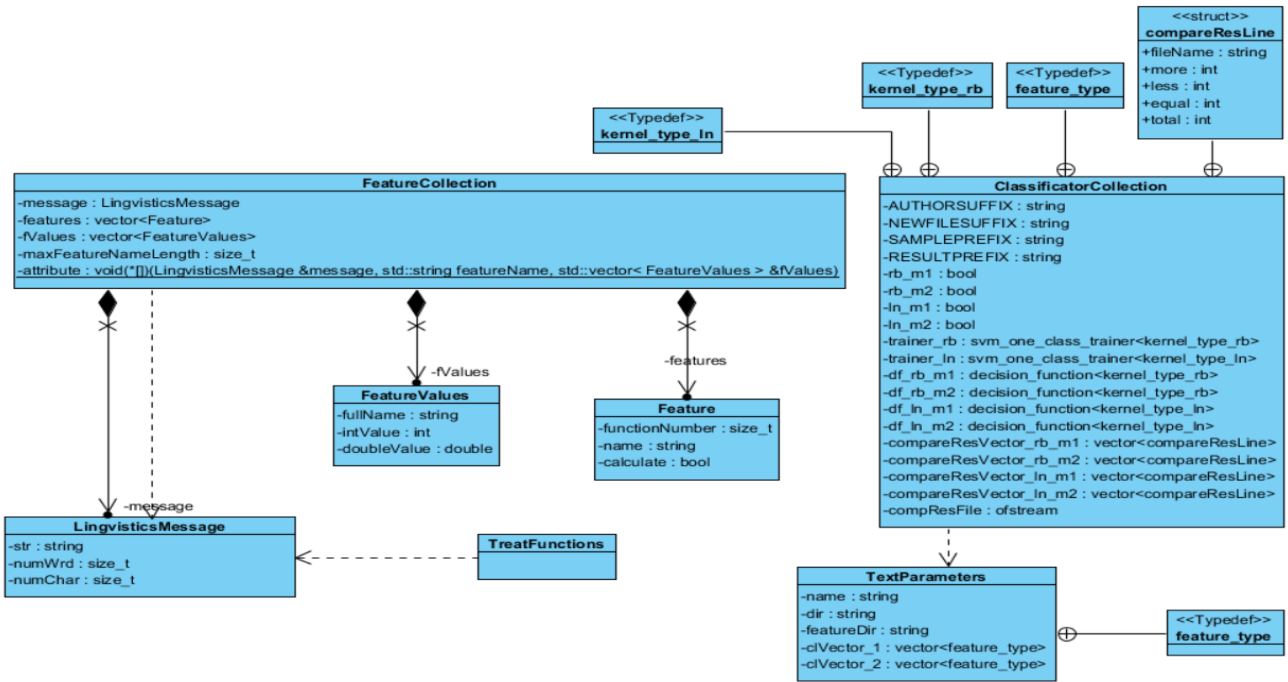 <<struct>>
compareResLine
+fileName : string
+more : int
+less : int
+equal : int
+total : int
<<Typedef>>
kernel_type_rb
<<Typedef>>
feature_type
<<Typedef>>
kernel_type_ln
FeatureCollection
-message : LingvisticsMessage
-features : vector<Feature>
-fValues : vector<FeatureValues>
-maxFeatureNameLength : size_t
-attribute : void(*[])(LingvisticsMessage &message, std::string featureName, std::vector< FeatureValues > &fValues)
ClassificatorCollection
-AUTHORSUFFIX : string
-NEWFILESUFFIX : string
-SAMPLEPREFIX : string
-RESULTPREFIX : string
-rb_m1 : bool
-rb_m2 : bool
-ln_m1 : bool
-ln_m2 : bool
-trainer_rb : svm_one_class_trainer<kernel_type_rb>
-trainer_ln : svm_one_class_trainer<kernel_type_ln>
-df_rb_m1 : decision_function<kernel_type_rb>
-df_rb_m2 : decision_function<kernel_type_rb>
-df_ln_m1 : decision_function<kernel_type_ln>
-df_ln_m2 : decision_function<kernel_type_ln>
-compareResVector_rb_m1 : vector<compareResLine>
-compareResVector_rb_m2 : vector<compareResLine>
-compareResVector_ln_m1 : vector<compareResLine>
-compareResVector_ln_m2 : vector<compareResLine>
-compResFile : ofstream
-fValues
-features
FeatureValues
-fullName : string
-intValue : int
-doubleValue : double
Feature
-functionNumber : size_t
-name : string
-calculate : bool
-message
LingvisticsMessage
-str : string
-numWrd : size_t
-numChar : size_t
TreatFunctions
TextParameters
-name : string
-dir : string
-featureDir : string
-clVector_1 : vector<feature_type>
-clVector_2 : vector<feature_type>
<<Typedef>>
feature_type